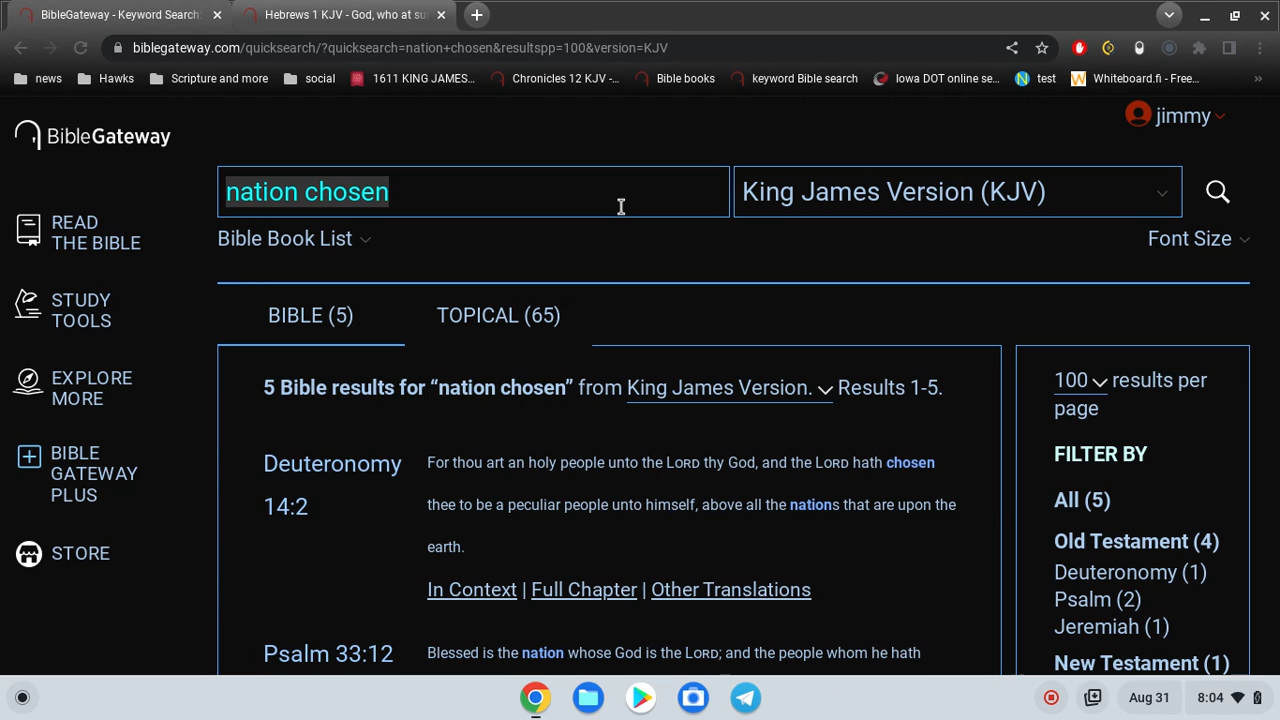 BibleGateway - Keyword Search:
Hebrews 1 KJV - God, who at su
biblegateway.com/quicksearch/?quicksearch=nation+chosen&resultspp=100&version=KJV
news
Hawks
Scripture and more
social
1611 KING JAMES...
Chronicles 12 KJV -...
Bible books
keyword Bible search
Iowa DOT online se...
test
Whiteboard.fi - Free...
»
BibleGateway
jimmy
nation chosen
King James Version (KJV)
READ
THE BIBLE
Bible Book List
Font Size
STUDY
TOOLS
BIBLE (5)
TOPICAL (65)
EXPLORE
MORE
5 Bible results for “nation chosen” from King James Version. Results 1-5.
100 results per
page
BIBLE
GATEWAY
PLUS
STORE
Deuteronomy
14:2
For thou art an holy people unto the LORD thy God, and the LORD hath chosen
thee to be a peculiar people unto himself, above all the nations that are upon the
earth.
In Context | Full Chapter | Other Translations
Psalm 33:12
Blessed is the nation whose God is the LORD; and the people whom he hath
FILTER BY
All (5)
Old Testament (4)
Deuteronomy (1)
Psalm (2)
Jeremiah (1)
New Testament (1)
Aug 31
8:04